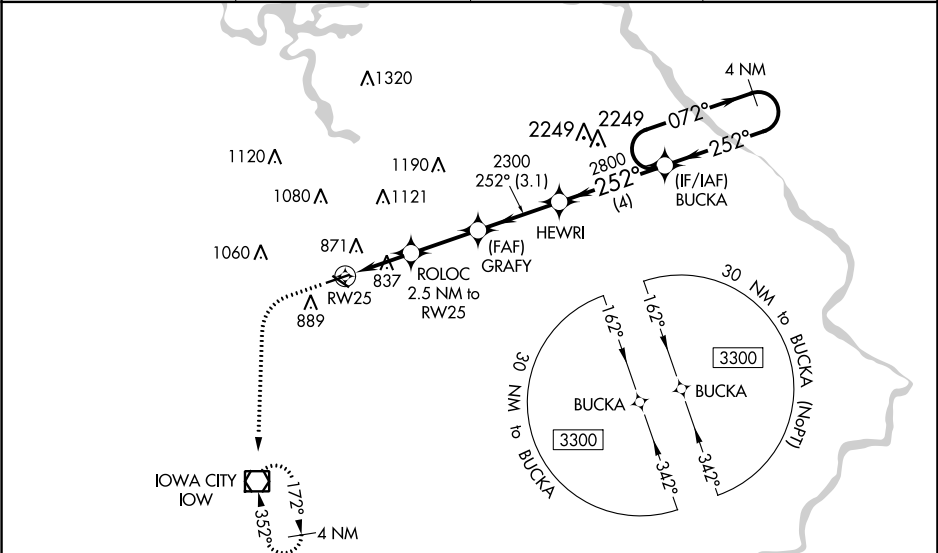 1320
4 NM
2249
2249
072°
1120
1190
2300
252° (3.1)
2800
252°
252°
(4)
(IF/IAF)
BUCKA
1080
1121
HEWRI
1060
871
(FAF)
GRAFY
837
ROLOC
2.5 NM to
RW25
RW25
889
30 NM to BUCKA (NoPT)
162°
162°
3300
BUCKA
BUCKA
30 NM to BUCKA
3300
342°
342°
IOWA CITY
IOW
172°
352°
4 NM